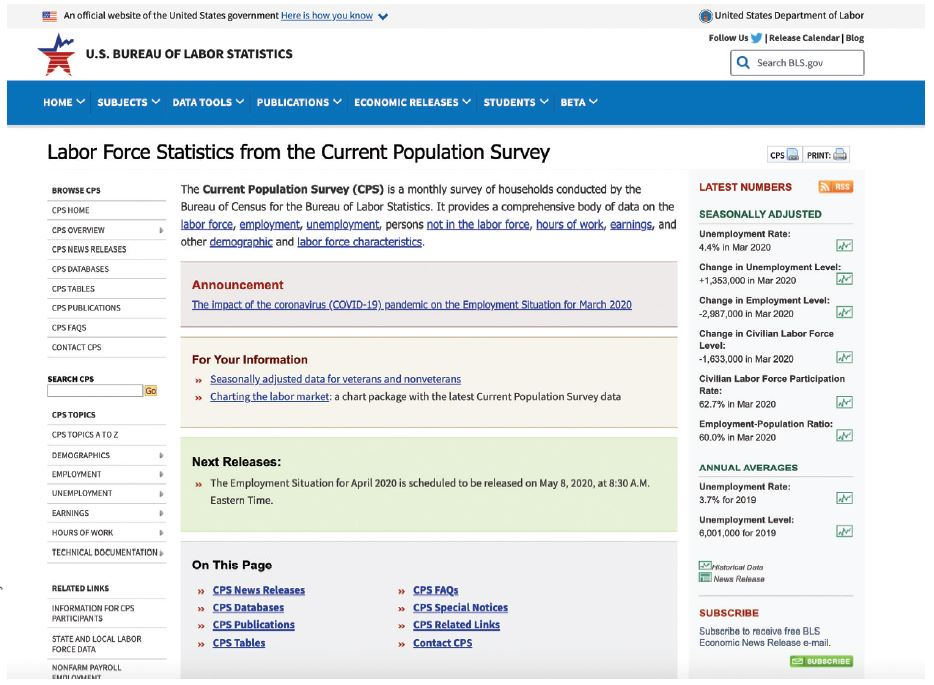 An official website of the United States government Here is how you know
United States Department of Labor
Follow Us | Release Calendar | Blog
U.S. BUREAU OF LABOR STATISTICS
Search BLS.gov
HOME SUBJECTS DATA TOOLS PUBLICATIONS ECONOMIC RELEASES STUDENTS BETA
Labor Force Statistics from the Current Population Survey
CPS PRINT:
BROWSE CPS
CPS HOME
CPS OVERVIEW
CPS NEWS RELEASES
CPS DATABASES
CPS TABLES
CPS PUBLICATIONS
CPS FAQS
CONTACT CPS
SEARCH CPS
Go
CPS TOPICS
CPS TOPICS A TO Z
DEMOGRAPHICS
EMPLOYMENT
UNEMPLOYMENT
EARNINGS
HOURS OF WORK
TECHNICAL DOCUMENTATION
RELATED LINKS
INFORMATION FOR CPS
PARTICIPANTS
STATE AND LOCAL LABOR
FORCE DATA
NONFARM PAYROLL
EMPLOYMENT
The Current Population Survey (CPS) is a monthly survey of households conducted by the
Bureau of Census for the Bureau of Labor Statistics. It provides a comprehensive body of data on the
labor force, employment, unemployment, persons not in the labor force, hours of work, earnings, and
other demographic and labor force characteristics.
Announcement
The impact of the coronavirus (COVID-19) pandemic on the Employment Situation for March 2020
For Your Information
» Seasonally adjusted data for veterans and nonveterans
» Charting the labor market: a chart package with the latest Current Population Survey data
Next Releases:
» The Employment Situation for April 2020 is scheduled to be released on May 8, 2020, at 8:30 A.M.
Eastern Time.
On This Page
» CPS News Releases
» CPS Databases
» CPS Publications
» CPS Tables
» CPS FAQs
» CPS Special Notices
» CPS Related Links
» Contact CPS
LATEST NUMBERS
RSS
SEASONALLY ADJUSTED
Unemployment Rate:
4.4% in Mar 2020
Change in Unemployment Level:
+1,353,000 in Mar 2020
Change in Employment Level:
-2,987,000 in Mar 2020
Change in Civilian Labor Force
Level:
-1,633,000 in Mar 2020
Civilian Labor Force Participation
Rate:
62.7% in Mar 2020
Employment-Population Ratio:
60.0% in Mar 2020
ANNUAL AVERAGES
Unemployment Rate:
3.7% for 2019
Unemployment Level:
6,001,000 for 2019
Historical Data
News Release
SUBSCRIBE
Subscribe to receive free BLS
Economic News Release e-mail.
SUBSCRIBE